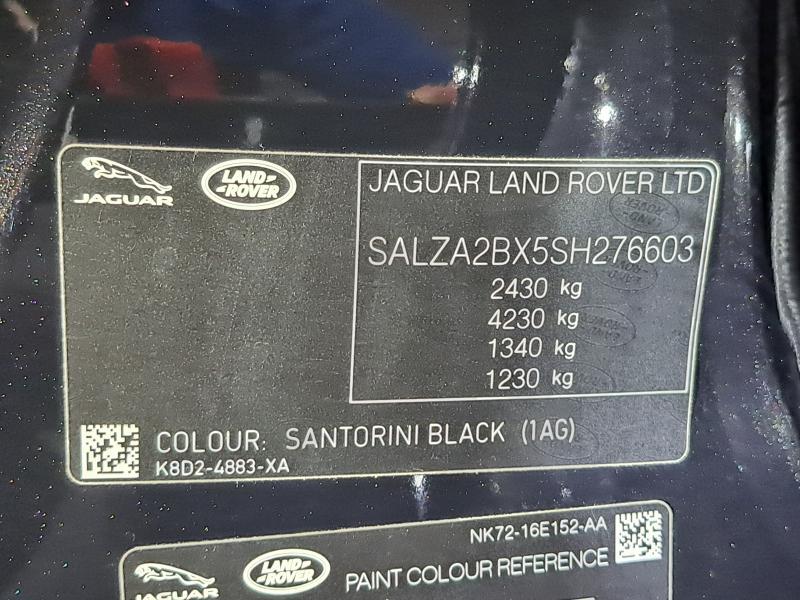 JAGUAR
LAND ROVER
JAGUAR LAND ROVER LTD
SALZA2BX5SH276603
2430 kg
4230 kg
1340 kg
1230 kg
COLOUR: SANTORINI BLACK (1AG)
K8D2-4883-XA
NK72-16E152-AA
JAGUAR
LAND ROVER
PAINT COLOUR REFERENCE